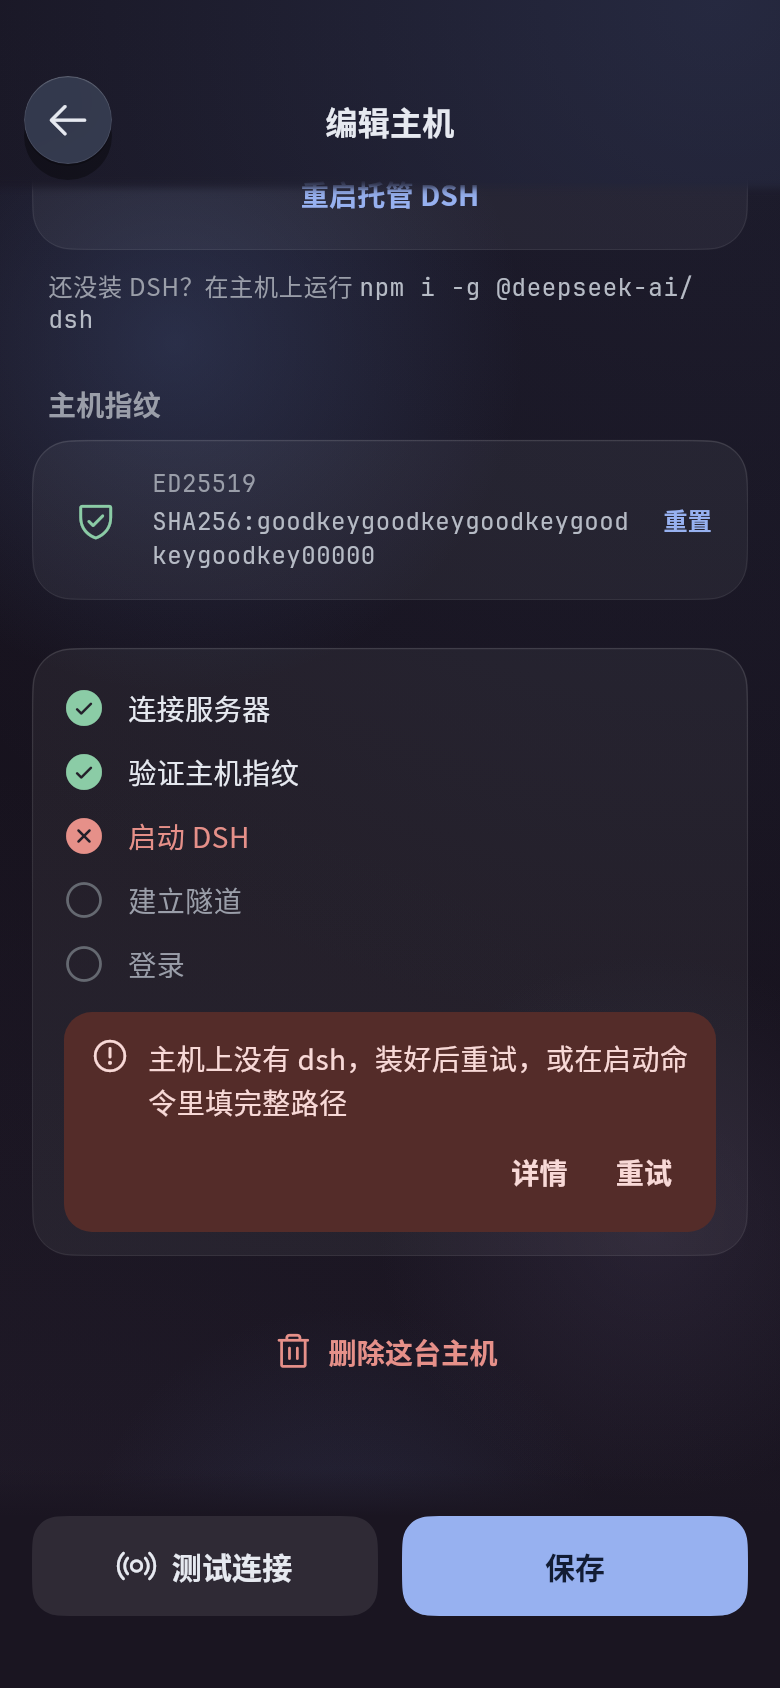 编辑主机
重启托管 DSH
还没装 DSH？在主机上运行 npm i -g @deepseek-ai/
dsh
主机指纹
ED25519
SHA256:goodkeygoodkeygoodkeygood
keygoodkey00000
重置
连接服务器
验证主机指纹
启动 DSH
建立隧道
登录
主机上没有 dsh，装好后重试，或在启动命
令里填完整路径
详情 重试
删除这台主机
测试连接
保存